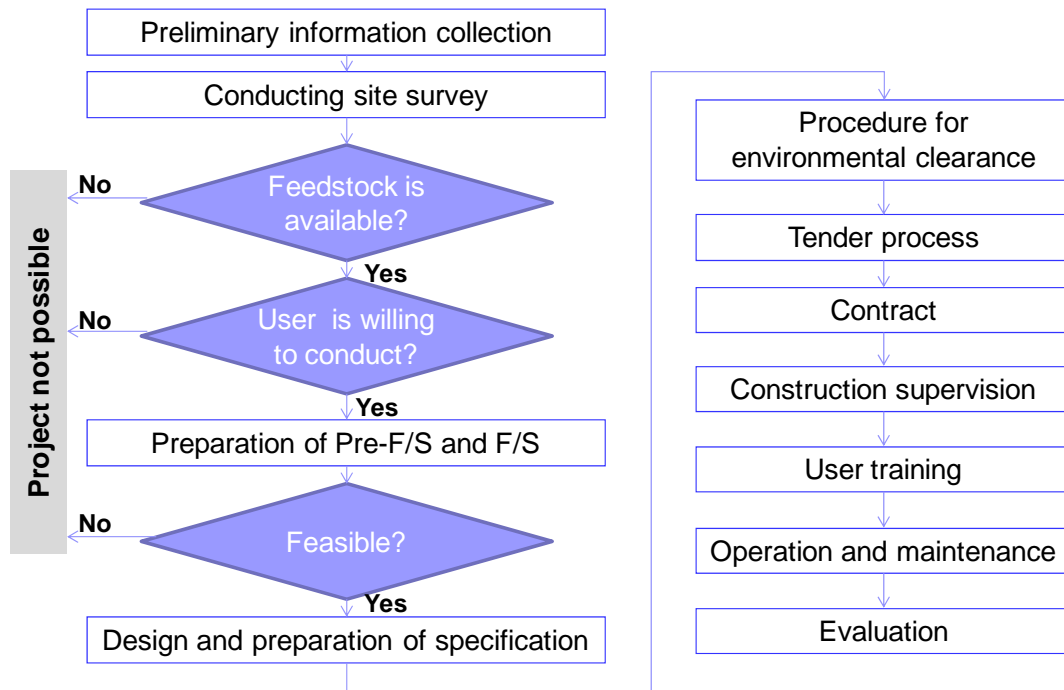 Preliminary information collection
Conducting site survey
Feedstock is
available?
No
Yes
User is willing
to conduct?
No
Yes
Project not possible
Preparation of Pre-F/S and F/S
Feasible?
No
Yes
Design and preparation of specification
Procedure for
environmental clearance
Tender process
Contract
Construction supervision
User training
Operation and maintenance
Evaluation